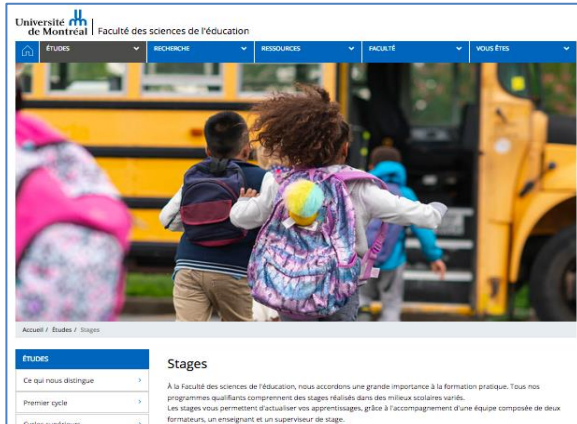 Université
de Montréal
Faculté des sciences de l'éducation
ÉTUDES
RECHERCHE
RESSOURCES
FACULTÉ
VOUS ÊTES
Accueil / Études / Stages
ÉTUDES
Ce qui nous distingue
Premier cycle
Cycles supérieurs
Stages
À la Faculté des sciences de l'éducation, nous accordons une grande importance à la formation pratique. Tous nos
programmes qualifiants comprennent des stages réalisés dans des milieux scolaires variés.
Les stages vous permettent d'actualiser vos apprentissages, grâce à l'accompagnement d'une équipe composée de deux
formateurs, un enseignant et un superviseur de stage.